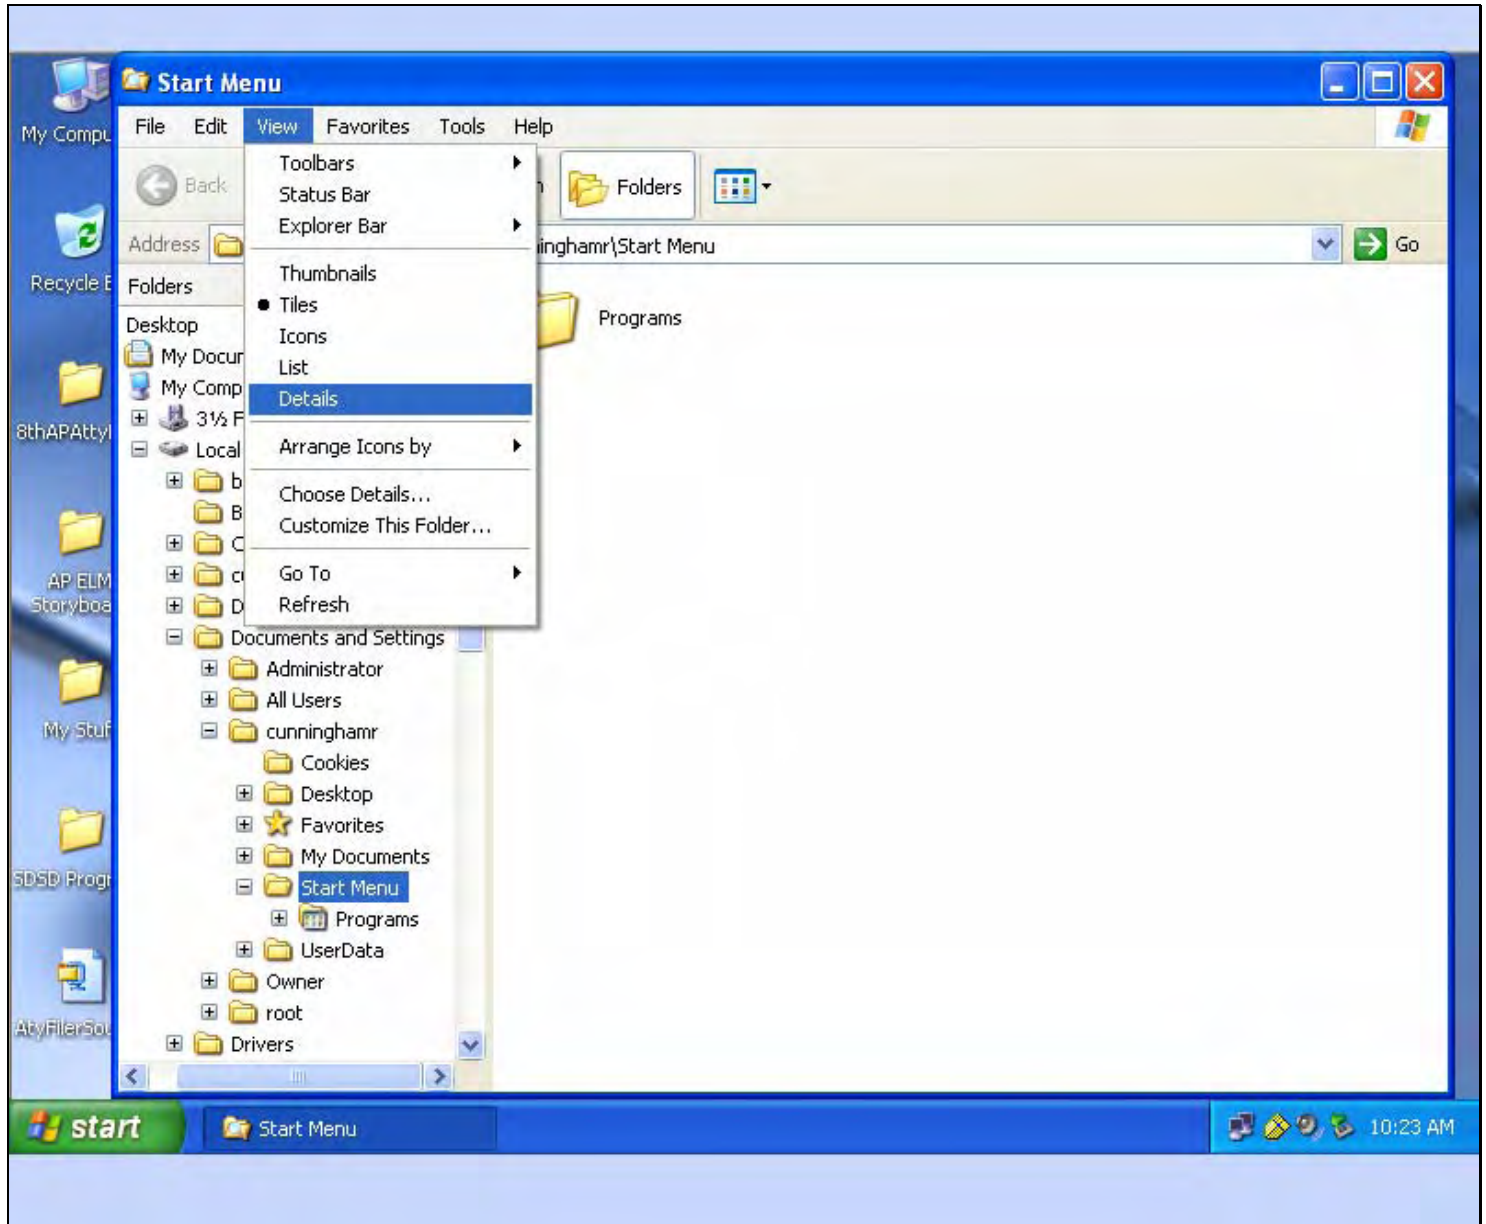 Start Menu
File Edit View Favorites Tools Help
Back
Folders
Address
inghamr\Start Menu
Go
Toolbars
Status Bar
Explorer Bar
Thumbnails
Tiles
Icons
List
Details
Arrange Icons by
Choose Details...
Customize This Folder...
Go To
Refresh
Folders
Desktop
My Docur
My Comp
3½ F
Local
b
B
C
D
Documents and Settings
Administrator
All Users
cunninghamr
Cookies
Desktop
Favorites
My Documents
Start Menu
Programs
UserData
Owner
root
Drivers
Programs
My Compu
Recycle B
8thAPAtty
AP ELM
Storyboa
My Stuf
SDSD Progr
AtyFilerSou
start
Start Menu
10:23 AM